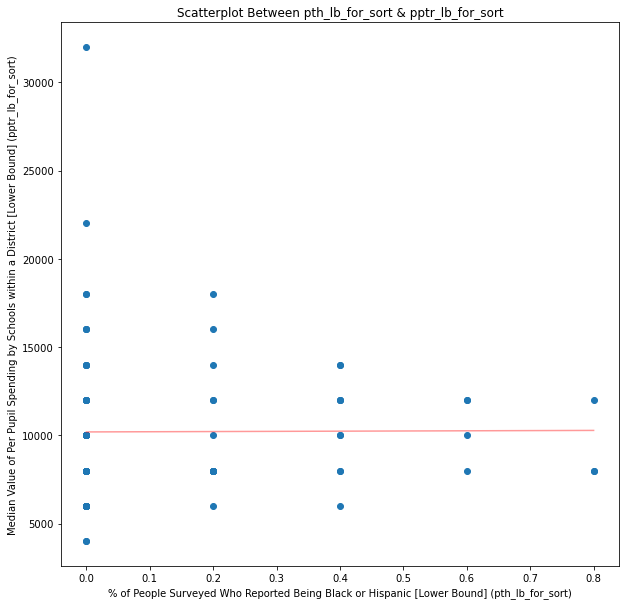 Scatterplot Between pth_lb_for_sort & pptr_lb_for_sort
Median Value of Per Pupil Spending by Schools within a District [Lower Bound] (pptr_lb_for_sort)
30000
25000
20000
15000
10000
5000
0.0 0.1 0.2 0.3 0.4 0.5 0.6 0.7 0.8
% of People Surveyed Who Reported Being Black or Hispanic [Lower Bound] (pth_lb_for_sort)